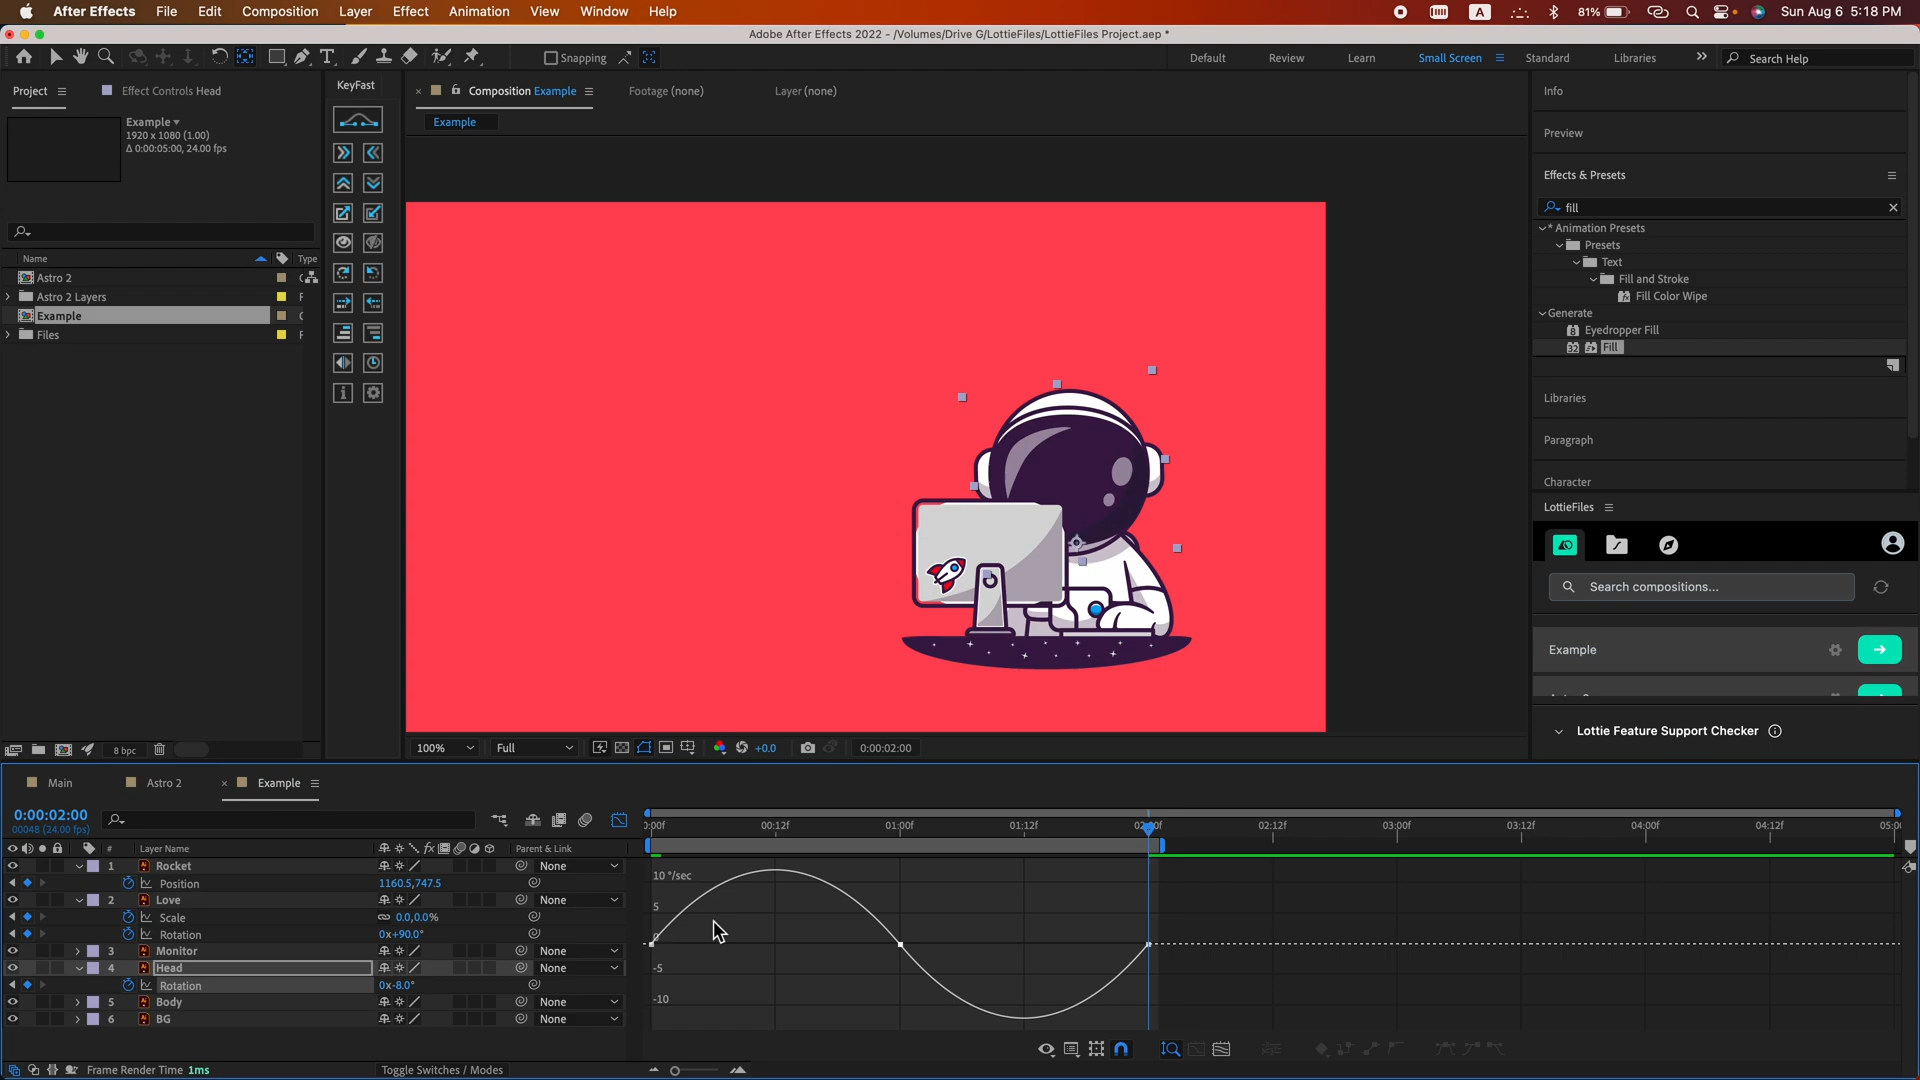 After Effects File Edit Composition Layer Effect Animation View Window Help
A 81% Sun Aug 6 5:18 PM
Adobe After Effects 2022 - /Volumes/Drive G/LottieFiles/LottieFiles Project.aep *
Snapping Default Review Learn Small Screen Standard Libraries Search Help
Project Effect Controls Head
KeyFast
Composition Example Footage (none) Layer (none)
Example
Example
1920 x 1080 (1.00)
Δ 0:00:05:00, 24.00 fps
Name Type
Astro 2
Astro 2 Layers
Example
Files
8 bpc
100% Full +0.0 0:00:02:00
Info
Preview
Effects & Presets
fill
* Animation Presets
Presets
Text
Fill and Stroke
Fill Color Wipe
Generate
Eyedropper Fill
Fill
Libraries
Paragraph
Character
LottieFiles
Search compositions...
Example
Lottie Feature Support Checker
Main Astro 2 Example
0:00:02:00
00048 (24.00 fps)
00:12f 01:00f 01:12f 02:12f 03:00f 03:12f 04:00f 04:12f
# Layer Name fx Parent & Link
1 Rocket None
Position 1160.5,747.5
2 Love None
Scale 0.0,0.0%
Rotation 0x+90.0°
3 Monitor None
4 Head None
Rotation 0x-8.0°
5 Body None
6 BG None
10 °/sec
5
0
-5
-10
Frame Render Time 1ms Toggle Switches / Modes